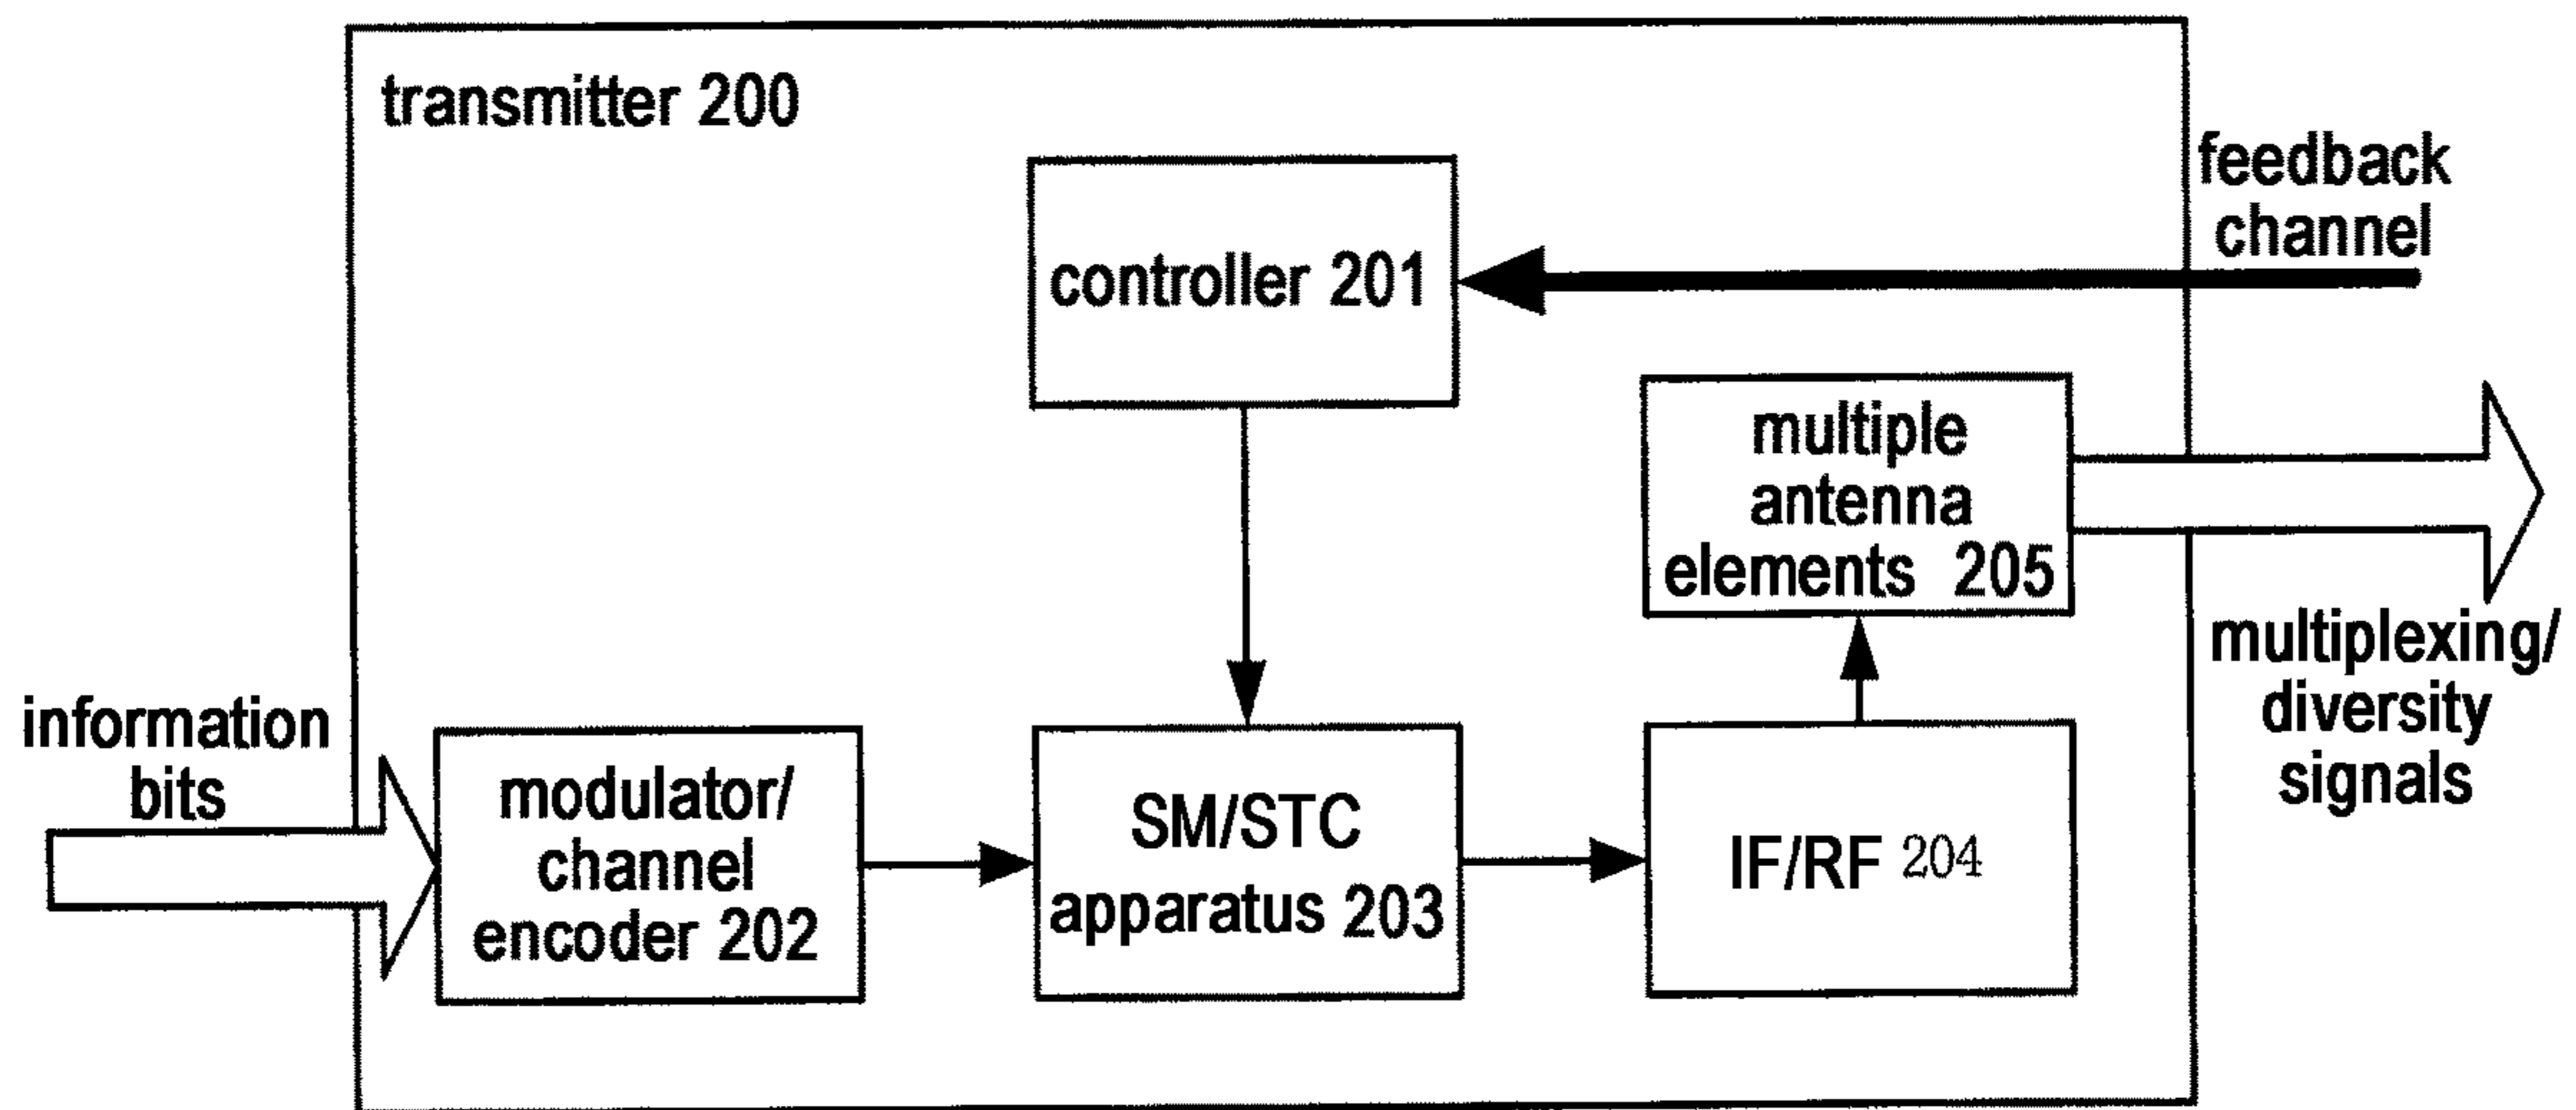 transmitter 200
feedback
channel
controller 201
multiple
antenna
elements 205
multiplexing/
diversity
signals
information
bits
modulator/
channel
encoder 202
SM/STC
apparatus 203
IF/RF 204